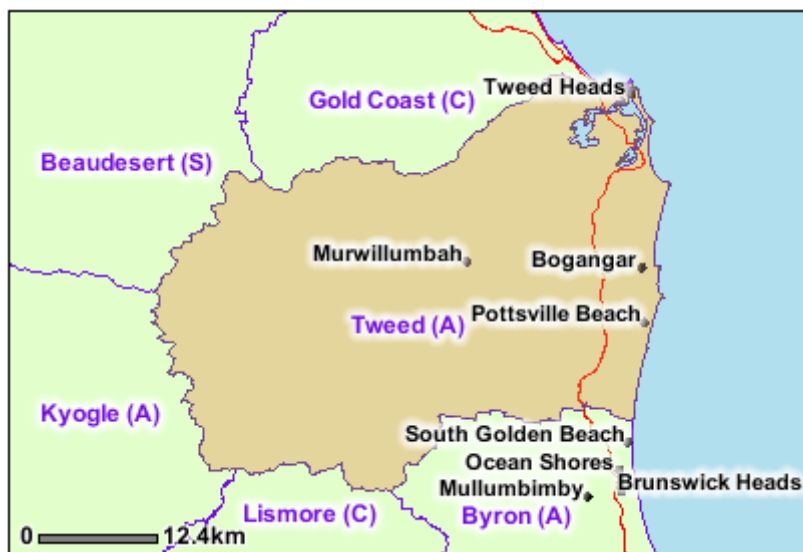 Tweed Heads
Gold Coast (C)
Beaudesert (S)
Murwillumbah
Bogangar
Pottsville Beach
Tweed (A)
Kyogle (A)
South Golden Beach
Ocean Shores
Brunswick Heads
Mullumbimby
Lismore (C)
Byron (A)
0 12.4km